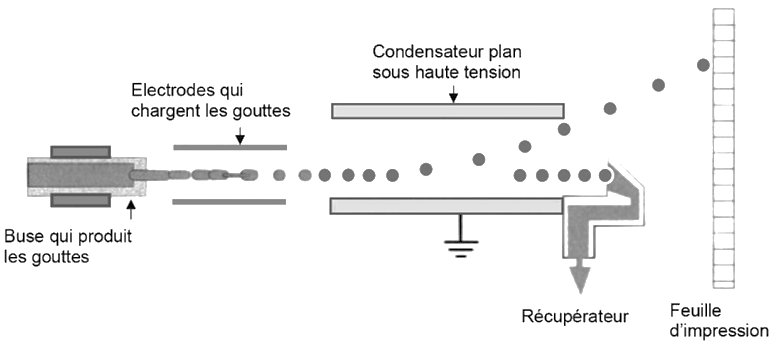 Condensateur plan
sous haute tension
Electrodes qui
chargent les gouttes
Buse qui produit
les gouttes
Récupérateur
Feuille
d'impression